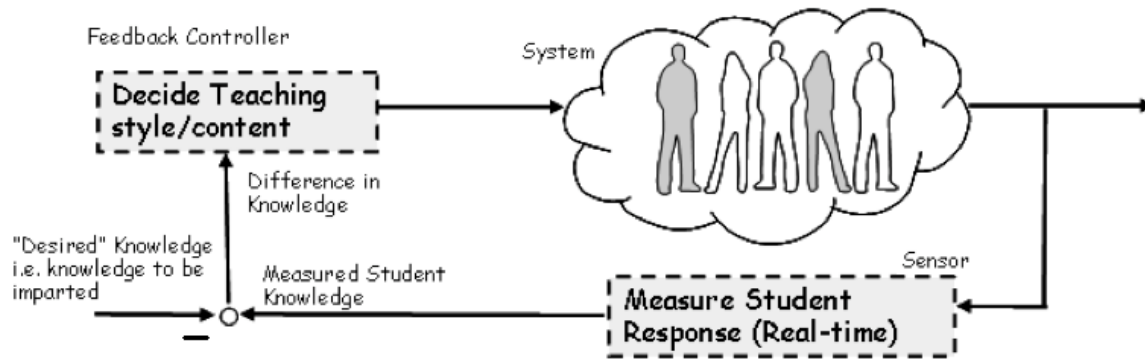 Feedback Controller
System
Decide Teaching
style/content
Difference in
Knowledge
"Desired" Knowledge
i.e. knowledge to be
imparted
Measured Student
Knowledge
Sensor
Measure Student
Response (Real-time)